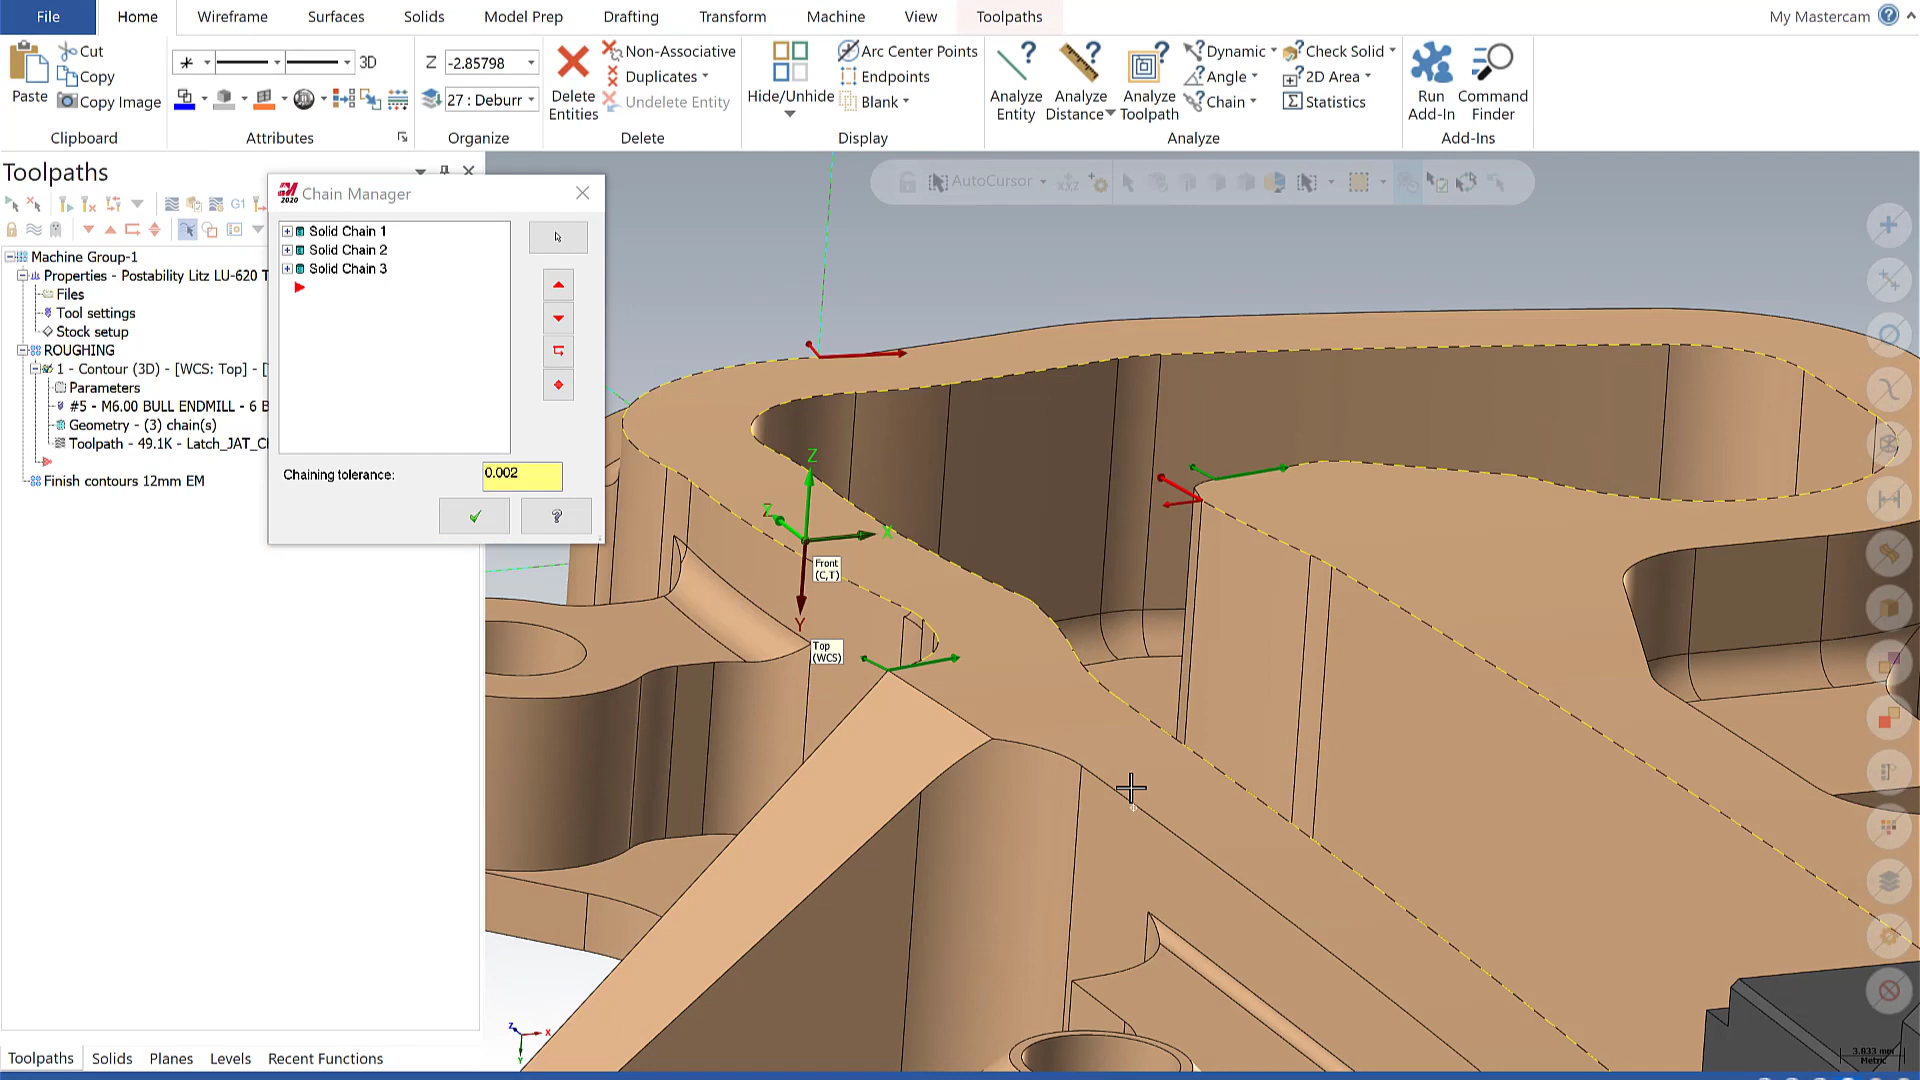 File Home Wireframe Surfaces Solids Model Prep Drafting Transform Machine View Toolpaths My Mastercam
Paste
Cut
Copy
Copy Image
Clipboard
3D
Attributes
Z -2.85798
27 : Deburr
Organize
Delete
Entities
Non-Associative
Duplicates
Undelete Entity
Delete
Hide/Unhide
Arc Center Points
Endpoints
Blank
Display
Analyze
Entity
Analyze
Distance
Analyze
Toolpath
Dynamic
Angle
Chain
Check Solid
2D Area
Statistics
Analyze
Run
Add-In
Command
Finder
Add-Ins
Toolpaths
G1
Machine Group-1
Properties - Postability Litz LU-620 T
Files
Tool settings
Stock setup
ROUGHING
1 - Contour (3D) - [WCS: Top] - [
Parameters
#5 - M6.00 BULL ENDMILL - 6 B
Geometry - (3) chain(s)
Toolpath - 49.1K - Latch_JAT_C
Finish contours 12mm EM
2020
Chain Manager
Solid Chain 1
Solid Chain 2
Solid Chain 3
Chaining tolerance: 0.002
AutoCursor
Z
Z
X
Front
(C,T)
Y
Top
(WCS)
Z
X
Y
3.833 mm
Metric
Toolpaths Solids Planes Levels Recent Functions